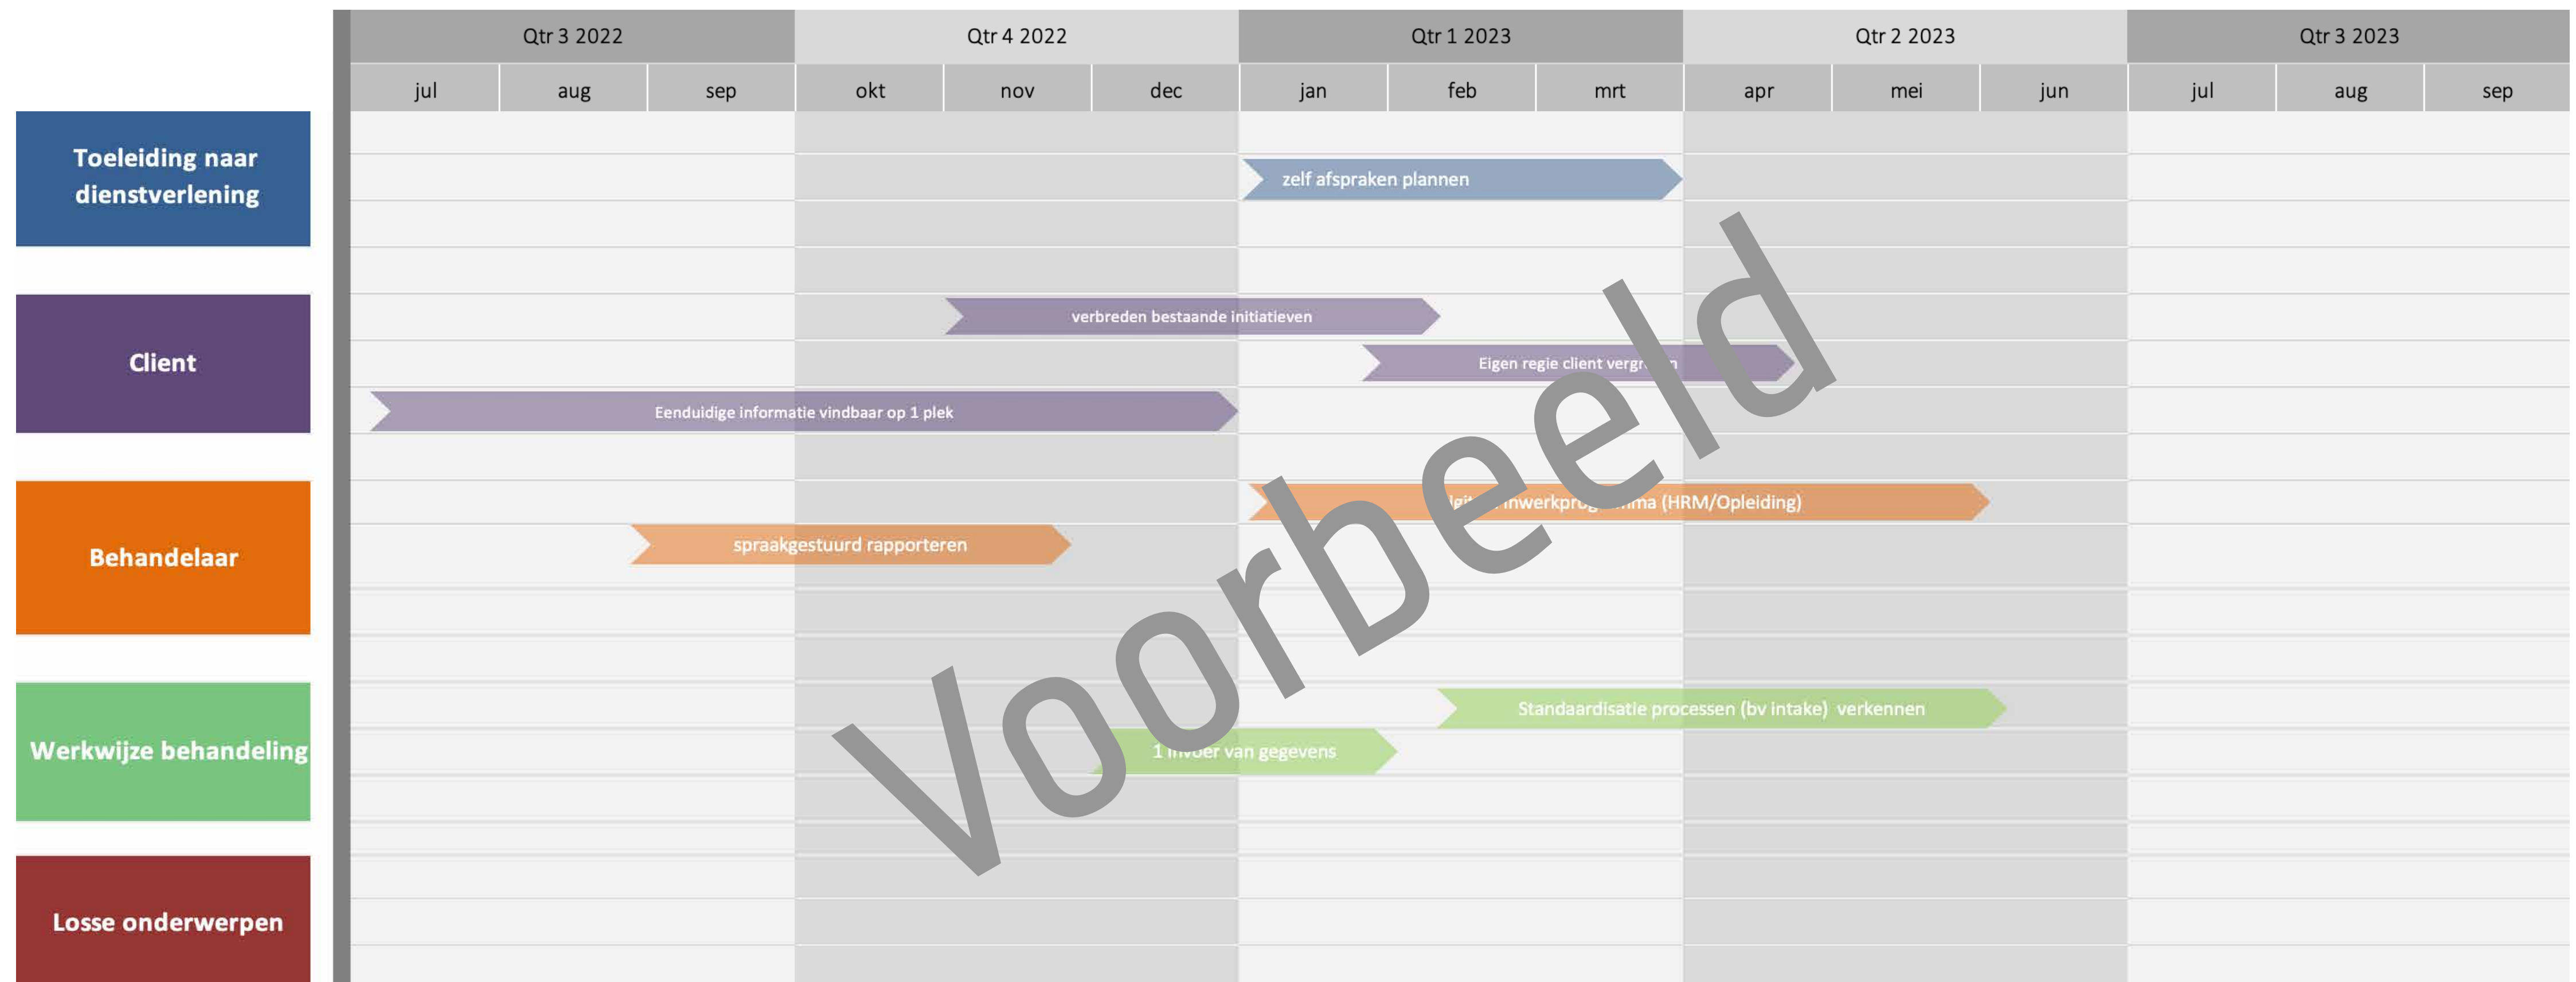 Qtr 3 2022 Qtr 4 2022 Qtr 1 2023 Qtr 2 2023 Qtr 3 2023
jul aug sep okt nov dec jan feb mrt apr mei jun jul aug sep
Toeleiding naar
dienstverlening
zelf afspraken plannen
Client
verbreden bestaande initiatieven
Eigen regie client
Eenduidige informatie vindbaar op 1 plek
Behandelaar
(HRM/Opleiding)
spraakgestuurd rapporteren
Werkwijze behandeling
Standaardisatie processen (bv intake) verkennen
1 invoer van gegevens
Losse onderwerpen
Voorbeeld